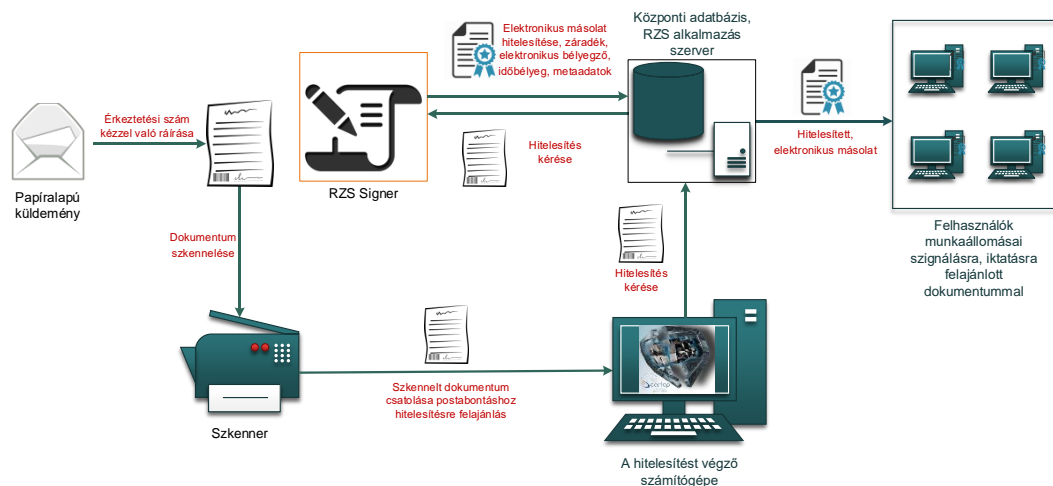 Elektronikus másolat
hitelesítése, záradék,
elektronikus bélyegző,
időbélyeg, metaadatok
Központi adatbázis,
RZS alkalmazás
szerver
Érkeztetési szám
kézzel való ráírása
Hitelesítés
kérése
Hitelesített,
elektronikus másolat
Papíralapú
küldemény
RZS Signer
Dokumentum
szkennelése
Hitelesítés
kérése
Felhasználók
munkaállomásai
szignálásra, iktatásra
felajánlott
dokumentummal
Szkennelt dokumentum
csatolása postabontáshoz
hitelesítésre felajánlás
Szkenner
A hitelesítést végző
számítógépe